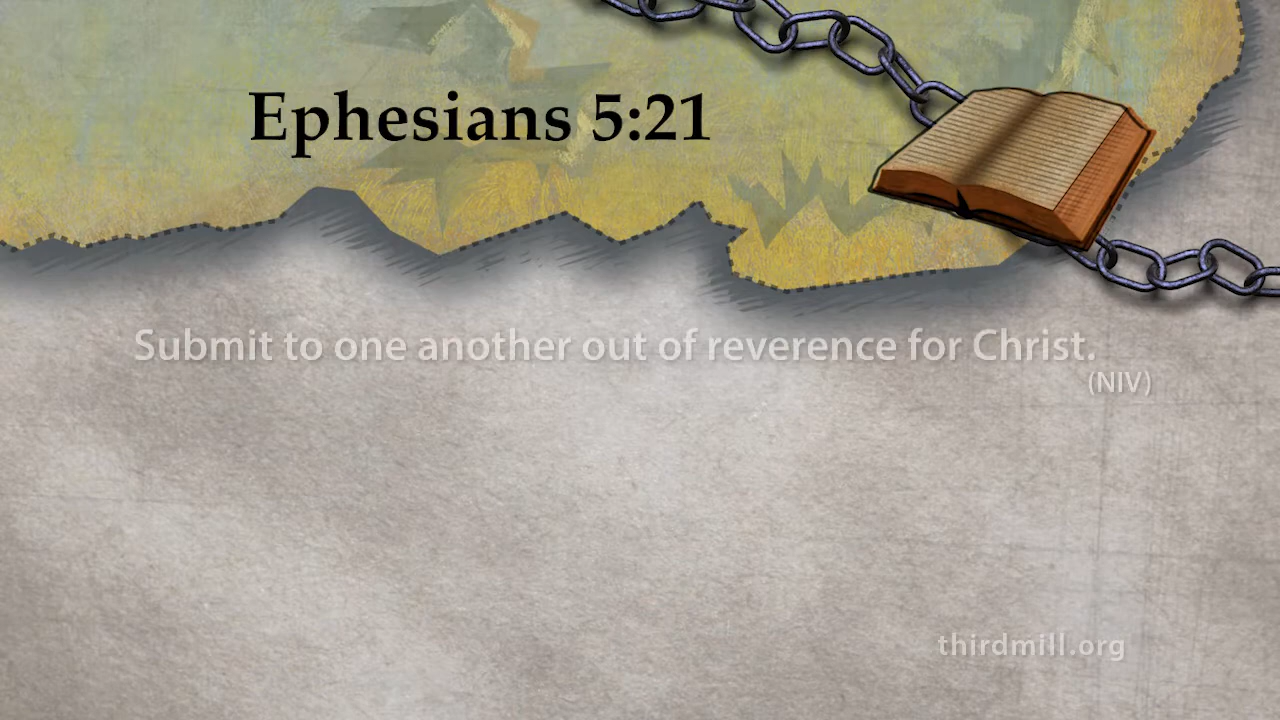 Ephesians 5:21
Submit to one another out of reverence for Christ.
(NIV)
thirdmill.org